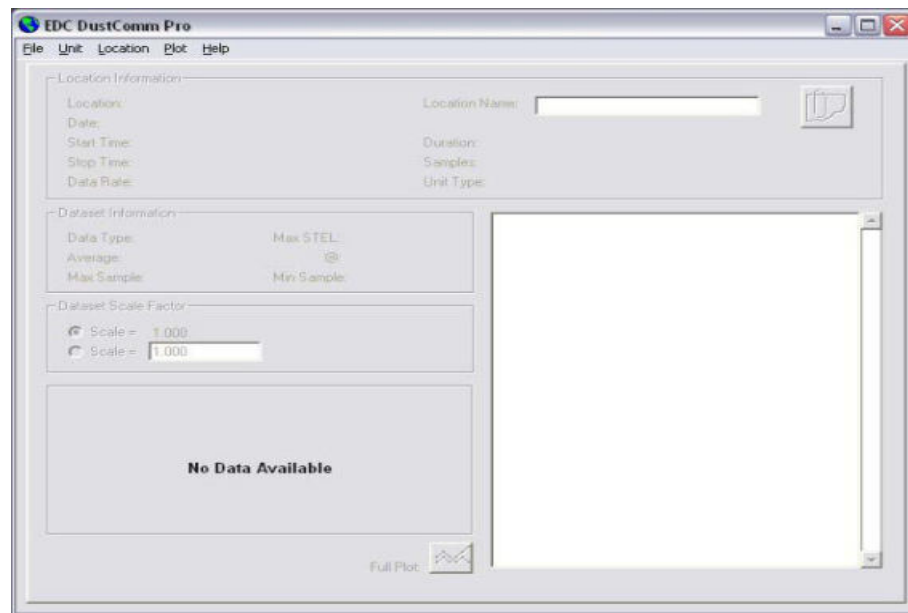 EDC DustComm Pro
File Unit Location Plot Help
Location Information
Location: Location Name:
Date:
Start Time: Duration:
Stop Time: Samples:
Data Rate: Unit Type:
Dataset Information
Data Type: Max STEL:
Average: @
Max Sample: Min Sample:
Dataset Scale Factor
Scale = 1.000
Scale = 1.000
No Data Available
Full Plot